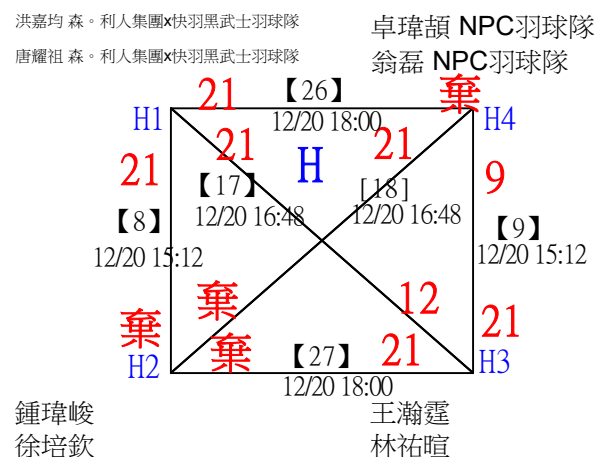 洪嘉均 森。利人集團x快羽黑武士羽球隊
唐耀祖 森。利人集團x快羽黑武士羽球隊
卓瑋頡 NPC羽球隊
翁磊 NPC羽球隊
21
【26】
棄
H1
12/20 18:00
H4
21
21
21
H
9
【17】
[18]
12/20 16:48
12/20 16:48
【8】
【9】
12/20 15:12
12/20 15:12
棄
12
棄
21
棄
【27】
21
H2
H3
12/20 18:00
鍾瑋峻
徐培欽
王瀚霆
林祐暄